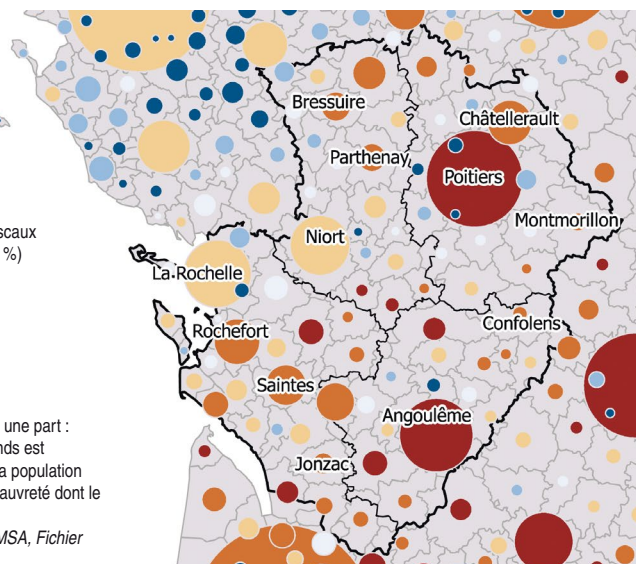 Bressuire
Châtellerault
Parthenay
Poitiers
Montmorillon
scaux
%)
Niort
La Rochelle
Rochefort
Confolens
Saintes
Angoulême
Jonzac
une part :
nds est
a population
auvreté dont le
MSA, Fichier